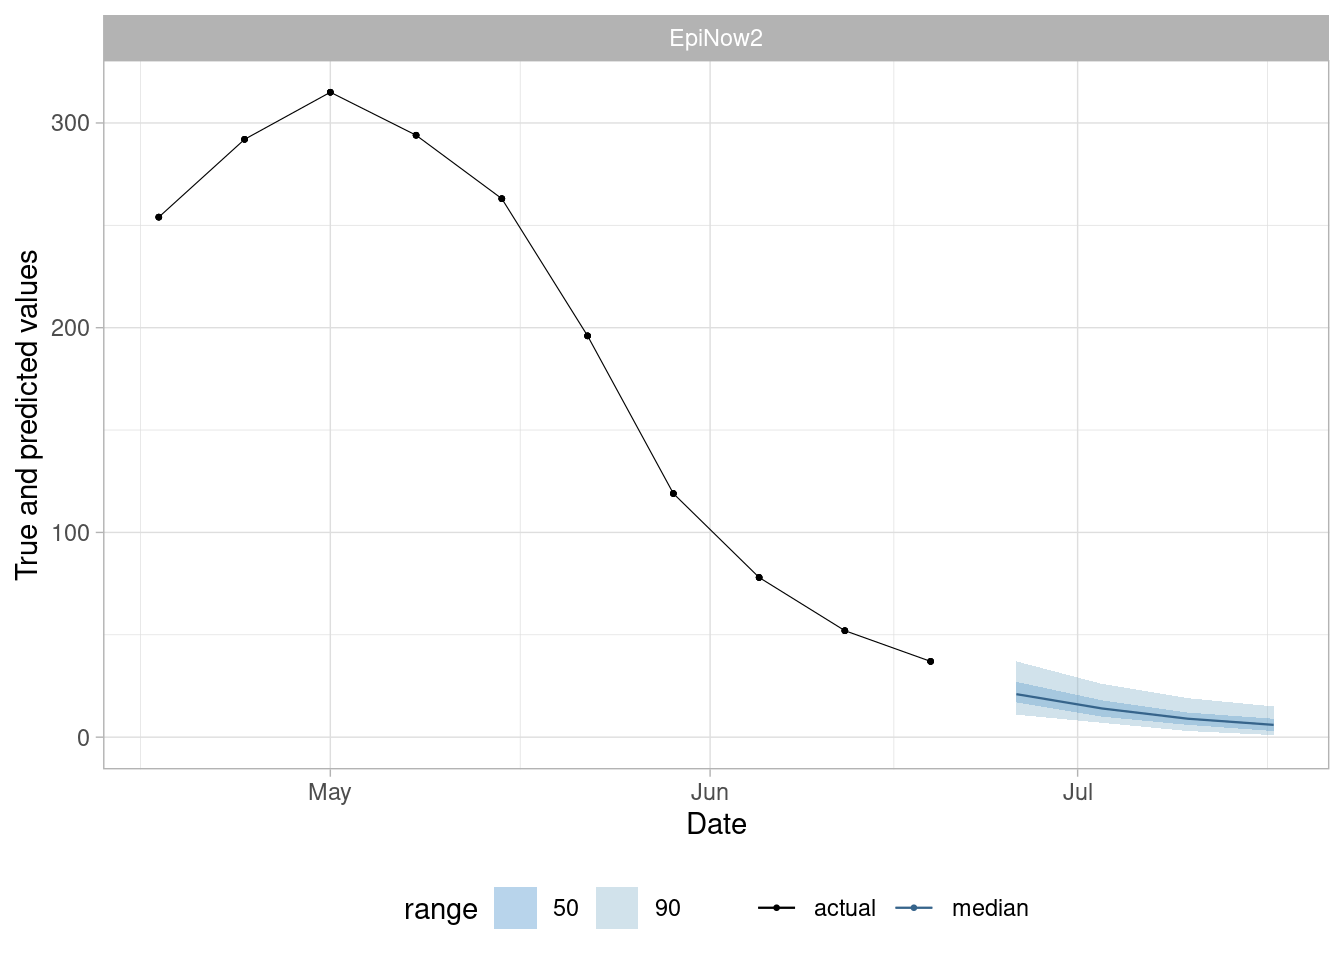 EpiNow2
True and predicted values
300
200
100
0
May Jun Jul
Date
range 50 90 actual median